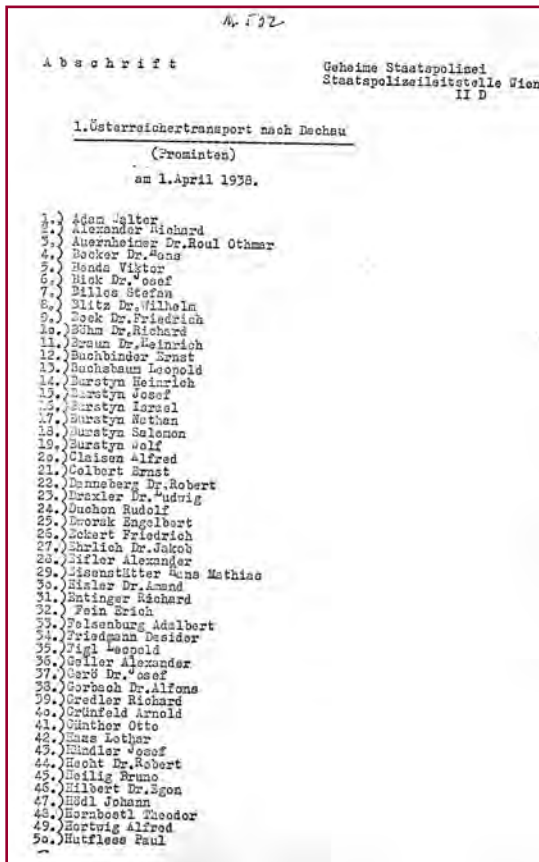 N. 532
A b s c h r i f t
Geheime Staatspolizei
Staatspolizeileitstelle Wien
II D
1.Österreichertransport nach Dachau
(Prominten)
am 1.April 1938.
1.) Adam Walter
2.) Alexander Richard
3.) Auernheimer Dr.Roul Othmar
4.) Becker Dr.Hans
5.) Benda Viktor
6.) Bick Dr.Josef
7.) Billes Stefan
8.) Blitz Dr.Wilhelm
9.) Bock Dr.Friedrich
10.)Böhm Dr.Richard
11.)Braun Dr.Heinrich
12.)Buchbinder Ernst
13.)Buchsbaum Leopold
14.)Burstyn Heinrich
15.)Burstyn Josef
16.)Burstyn Israel
17.)Burstyn Nathan
18.)Burstyn Salomon
19.)Burstyn Wolf
20.)Claisen Alfred
21.)Colbert Ernst
22.)Danneberg Dr.Robert
23.)Draxler Dr.Ludwig
24.)Duchon Rudolf
25.)Dworak Engelbert
26.)Eckert Friedrich
27.)Ehrlich Dr.Jakob
28.)Eifler Alexander
29.)Eisenstätter Hans Mathias
30.)Eizler Dr.Amand
31.)Entinger Richard
32.) Fein Erich
33.)Felsenburg Adalbert
34.)Friedmann Desider
35.)Figl Leopold
36.)Geller Alexander
37.)Gerö Dr.Josef
38.)Gorbach Dr.Alfons
39.)Gredler Richard
40.)Grünfeld Arnold
41.)Günther Otto
42.)Haas Lothar
43.)Händler Josef
44.)Hecht Dr.Robert
45.)Heilig Bruno
46.)Hilbert Dr.Egon
47.)Hödl Johann
48.)Hornbostl Theodor
49.)Hortwig Alfred
50.)Hutfless Paul